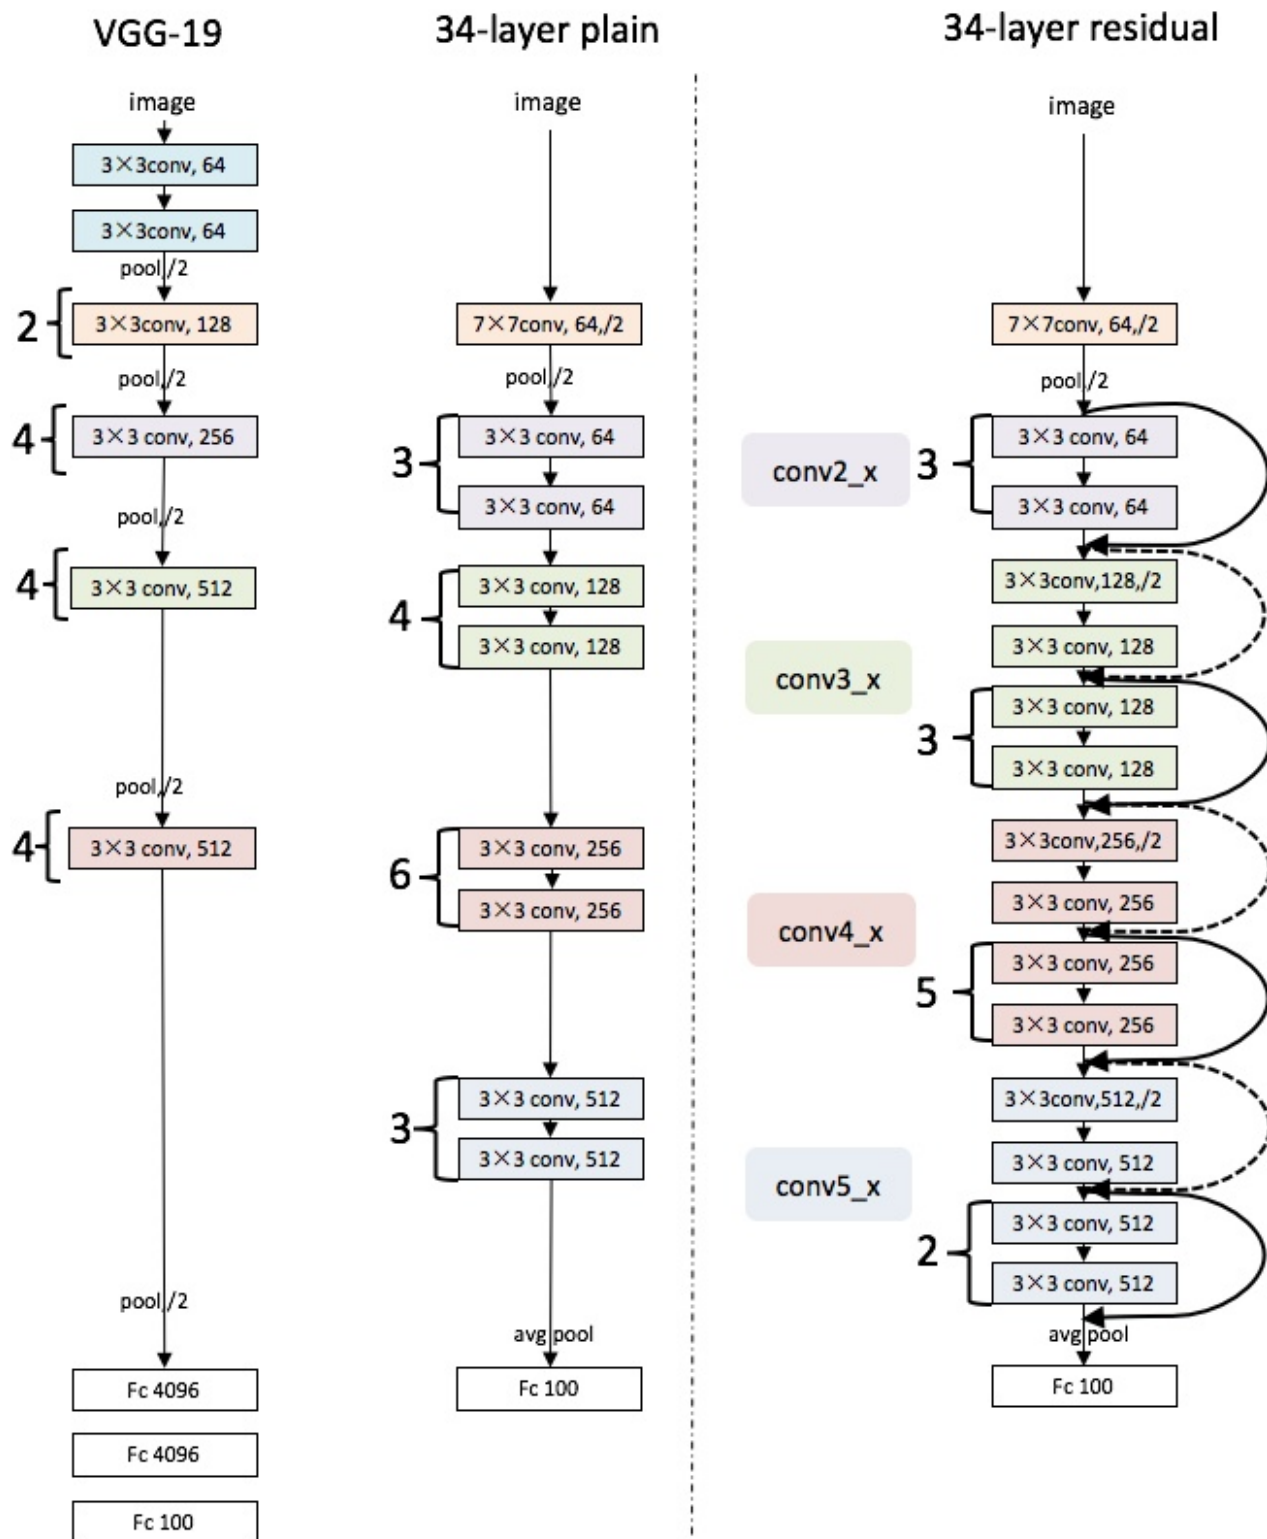 VGG-19
image
3×3conv, 64
3×3conv, 64
pool,/2
2
3×3conv, 128
pool,/2
4
3×3 conv, 256
pool,/2
4
3×3 conv, 512
pool,/2
4
3×3 conv, 512
pool,/2
Fc 4096
Fc 4096
Fc 100
34-layer plain
image
7×7conv, 64,/2
pool,/2
3
3×3 conv, 64
3×3 conv, 64
4
3×3 conv, 128
3×3 conv, 128
6
3×3 conv, 256
3×3 conv, 256
3
3×3 conv, 512
3×3 conv, 512
avg pool
Fc 100
34-layer residual
image
7×7conv, 64,/2
pool,/2
conv2_x
3
3×3 conv, 64
3×3 conv, 64
3×3conv,128,/2
3×3 conv, 128
conv3_x
3
3×3 conv, 128
3×3 conv, 128
3×3conv,256,/2
3×3 conv, 256
conv4_x
5
3×3 conv, 256
3×3 conv, 256
3×3conv,512,/2
3×3 conv, 512
conv5_x
2
3×3 conv, 512
3×3 conv, 512
avg pool
Fc 100